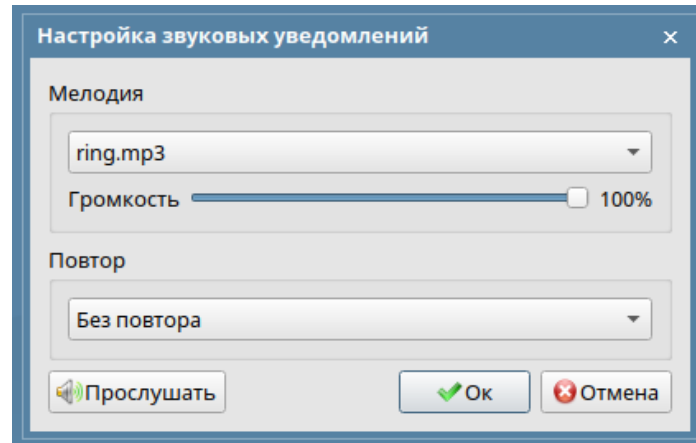 Настройка звуковых уведомлений
Мелодия
ring.mp3
Громкость 100%
Повтор
Без повтора
Прослушать Ок Отмена